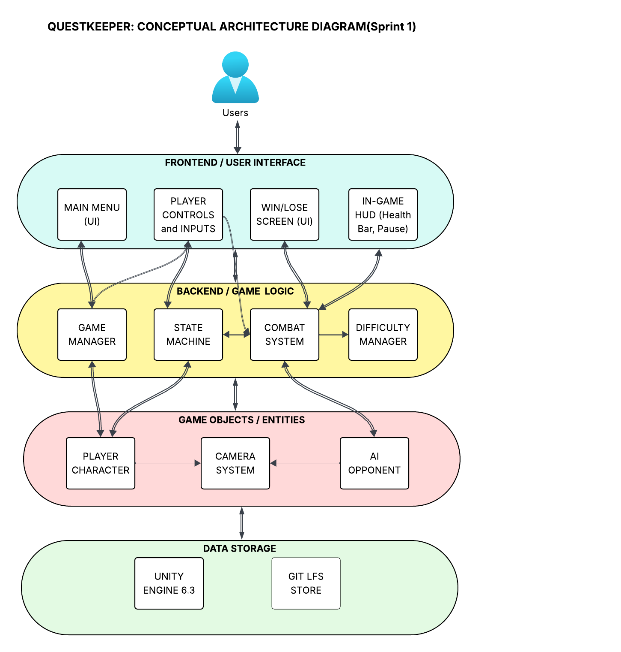 QUESTKEEPER: CONCEPTUAL ARCHITECTURE DIAGRAM(Sprint 1)
Users
FRONTEND / USER INTERFACE
MAIN MENU
(UI)
PLAYER
CONTROLS
and INPUTS
WIN/LOSE
SCREEN (UI)
IN-GAME
HUD (Health
Bar, Pause)
BACKEND / GAME LOGIC
GAME
MANAGER
STATE
MACHINE
COMBAT
SYSTEM
DIFFICULTY
MANAGER
GAME OBJECTS / ENTITIES
PLAYER
CHARACTER
CAMERA
SYSTEM
AI
OPPONENT
DATA STORAGE
UNITY
ENGINE 6.3
GIT LFS
STORE